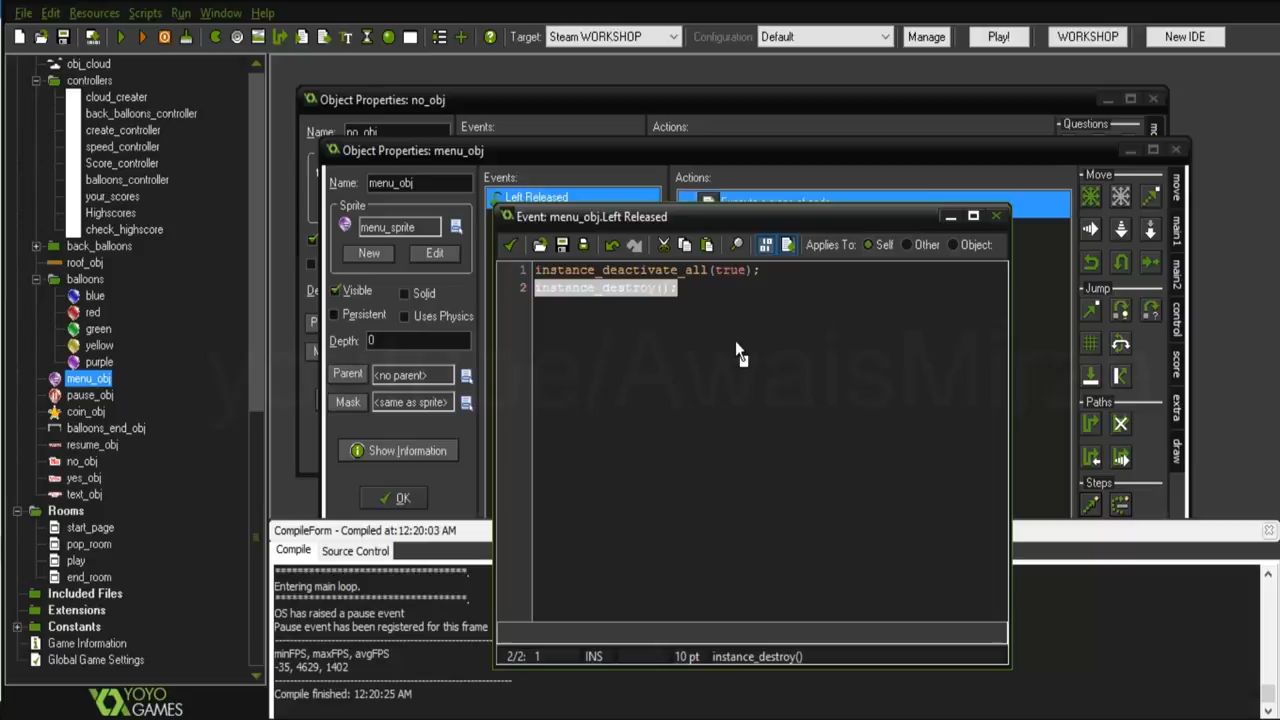 File Edit Resources Scripts Run Window Help
Target: Steam WORKSHOP Configuration: Default Manage Play! WORKSHOP New IDE
obj_cloud
controllers
cloud_creater
back_balloons_controller
create_controller
speed_controller
Score_controller
balloons_controller
your_scores
Highscores
check_highscore
back_balloons
roof_obj
balloons
blue
red
green
yellow
purple
menu_obj
pause_obj
coin_obj
balloons_end_obj
resume_obj
no_obj
yes_obj
text_obj
Rooms
start_page
pop_room
play
end_room
Included Files
Extensions
Constants
Game Information
Global Game Settings
YOYO
GAMES
Object Properties: no_obj
Name: no_obj Events: Actions: Questions
Object Properties: menu_obj
Name: menu_obj
Sprite
menu_sprite
New Edit
Visible Solid
Persistent Uses Physics
Depth: 0
Parent <no parent>
Mask <same as sprite>
Show Information
OK
Events:
Left Released
Actions:
Execute a piece of code
Event: menu_obj.Left Released
Applies To: Self Other Object
1 instance_deactivate_all(true);
2 instance_destroy();
2/2: 1 INS 10 pt instance_destroy()
Move
Jump
Paths
Steps
move
main1
main2
control
score
extra
draw
CompileForm - Compiled at:12:20:03 AM
Compile Source Control
Entering main loop.
OS has raised a pause event
Pause event has been registered for this frame
minFPS, maxFPS, avgFPS
-35, 4629, 1402
Compile finished: 12:20:25 AM